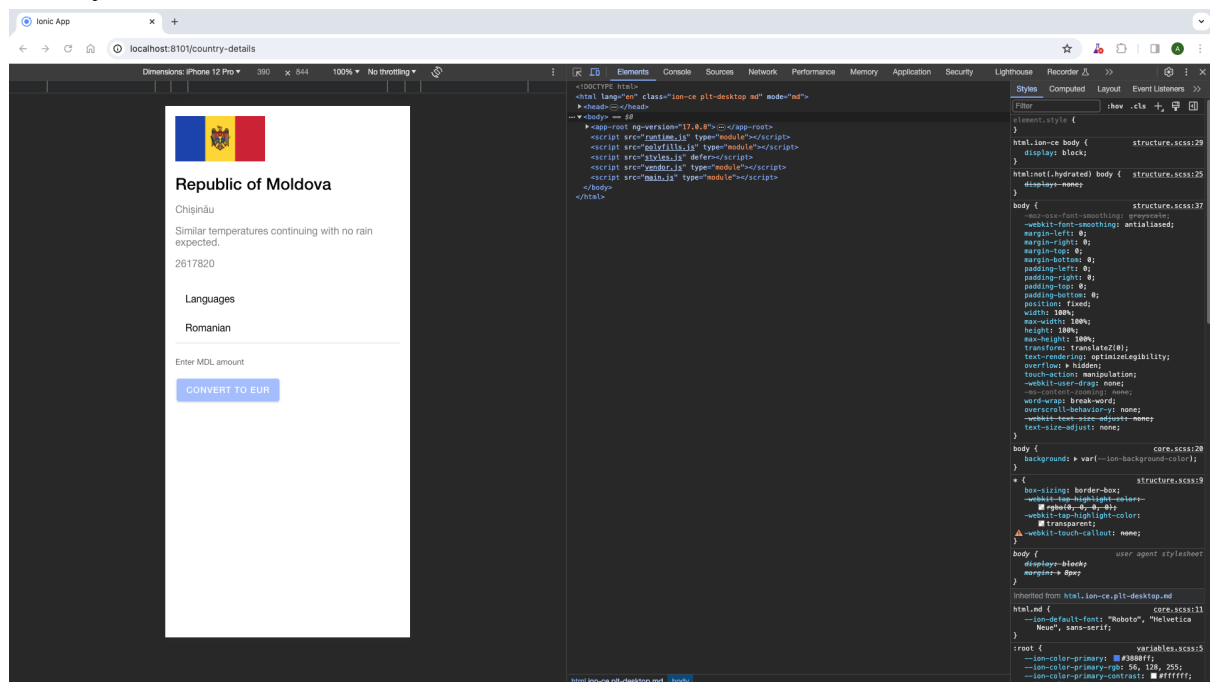 Ionic App
localhost:8101/country-details
Dimensions: iPhone 12 Pro ▾ 390 × 844 100% ▾ No throttling ▾
Elements Console Sources Network Performance Memory Application Security Lighthouse Recorder
Republic of Moldova
Chișinău
Similar temperatures continuing with no rain
expected.
2617820
Languages
Romanian
Enter MDL amount
CONVERT TO EUR
<!DOCTYPE html>
<html lang="en" class="ion-ce plt-desktop md" mode="md">
▸<head>…</head>
…▾<body> == $0
▸<app-root ng-version="17.0.8">…</app-root>
<script src="runtime.js" type="module"></script>
<script src="polyfills.js" type="module"></script>
<script src="styles.js" defer></script>
<script src="vendor.js" type="module"></script>
<script src="main.js" type="module"></script>
</body>
</html>
html.ion-ce.plt-desktop.md body
Styles Computed Layout Event Listeners
Filter :hov .cls
element.style {
}
html.ion-ce body { structure.scss:29
display: block;
}
html:not(.hydrated) body { structure.scss:25
display: none;
}
body { structure.scss:37
-moz-osx-font-smoothing: grayscale;
-webkit-font-smoothing: antialiased;
margin-left: 0;
margin-right: 0;
margin-top: 0;
margin-bottom: 0;
padding-left: 0;
padding-right: 0;
padding-top: 0;
padding-bottom: 0;
position: fixed;
width: 100%;
max-width: 100%;
height: 100%;
max-height: 100%;
transform: translateZ(0);
text-rendering: optimizeLegibility;
overflow: ▸ hidden;
touch-action: manipulation;
-webkit-user-drag: none;
-ms-content-zooming: none;
word-wrap: break-word;
overscroll-behavior-y: none;
-webkit-text-size-adjust: none;
text-size-adjust: none;
}
body { core.scss:20
background: ▸ var(--ion-background-color);
}
* { structure.scss:9
box-sizing: border-box;
-webkit-tap-highlight-color:
rgba(0, 0, 0, 0);
-webkit-tap-highlight-color:
transparent;
-webkit-touch-callout: none;
}
body { user agent stylesheet
display: block;
margin: ▸ 8px;
}
Inherited from html.ion-ce.plt-desktop.md
html.md { core.scss:11
--ion-default-font: "Roboto", "Helvetica
Neue", sans-serif;
}
:root { variables.scss:5
--ion-color-primary: #3880ff;
--ion-color-primary-rgb: 56, 128, 255;
--ion-color-primary-contrast: #ffffff;